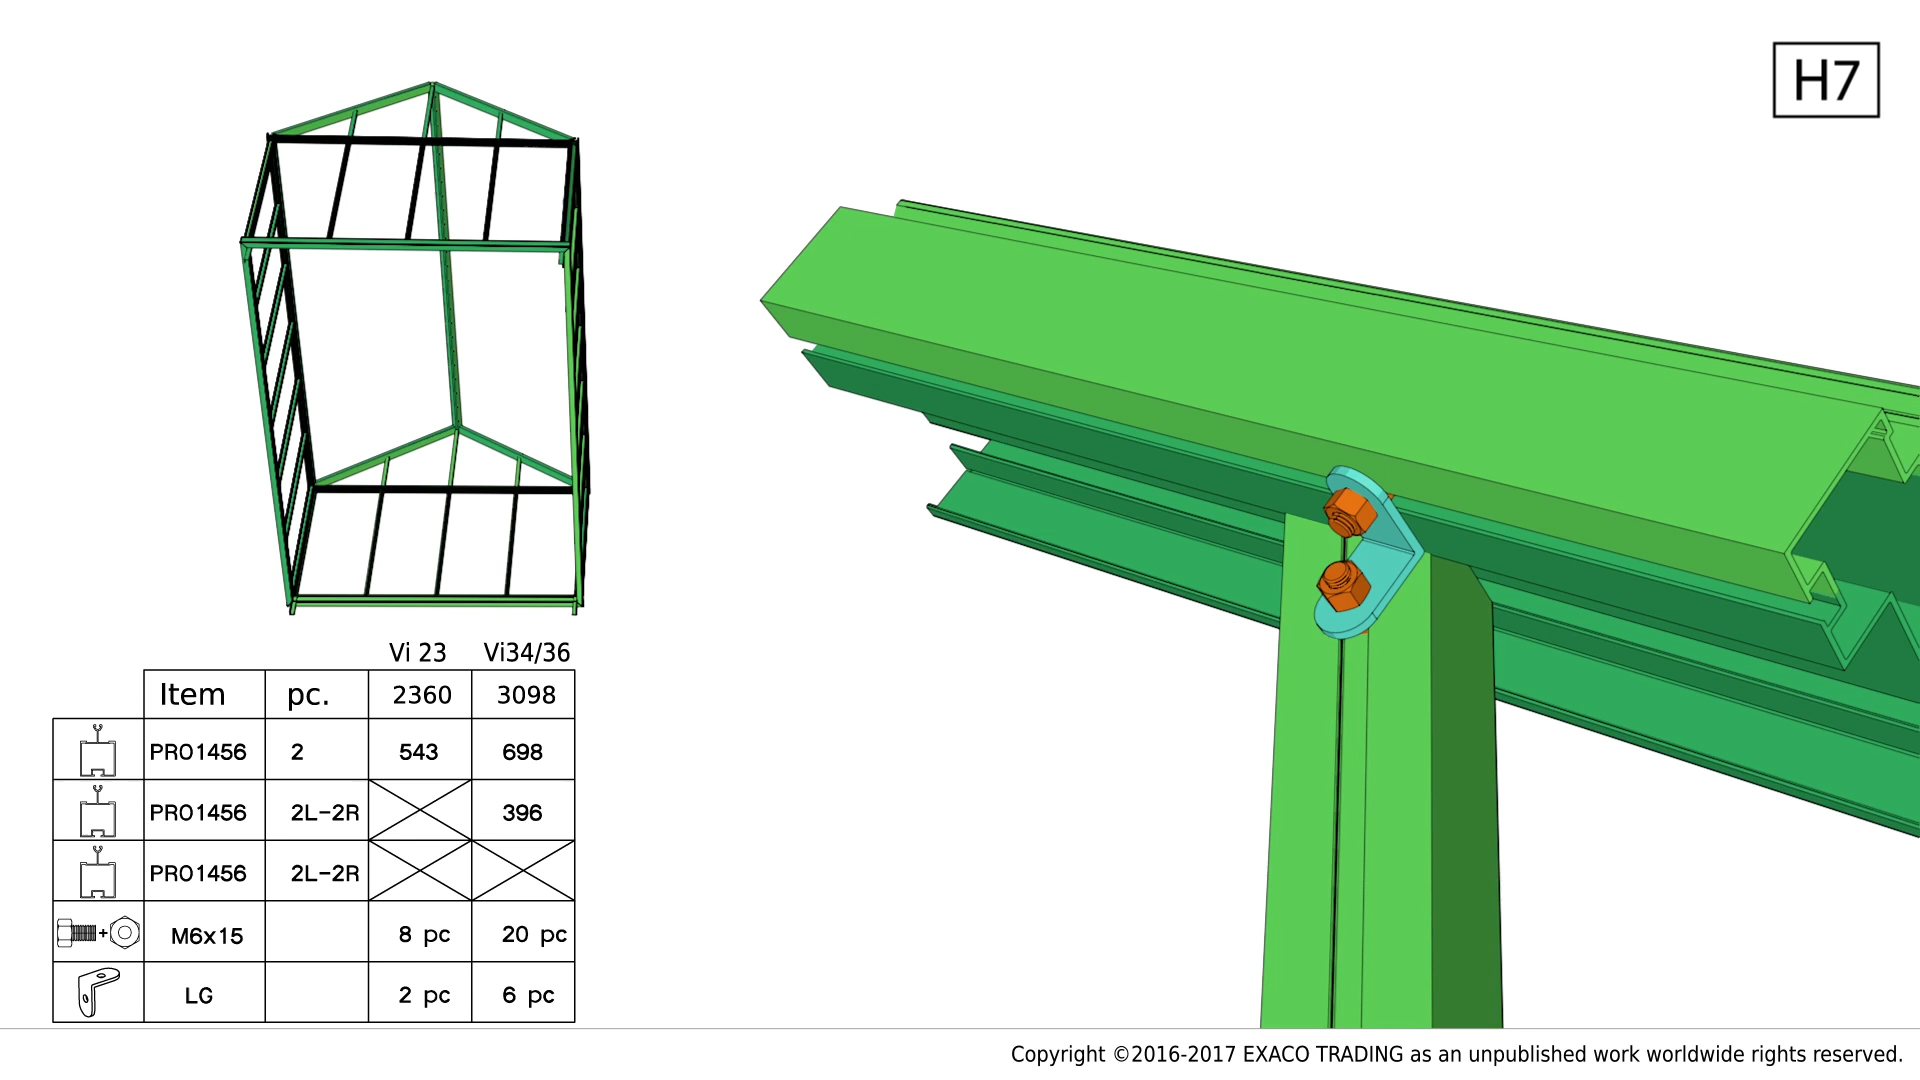 H7
Vi 23 Vi34/36
Item pc. 2360 3098
PRO1456 2 543 698
PRO1456 2L-2R 396
PRO1456 2L-2R
+ M6x15 8 pc 20 pc
LG 2 pc 6 pc
Copyright ©2016-2017 EXACO TRADING as an unpublished work worldwide rights reserved.